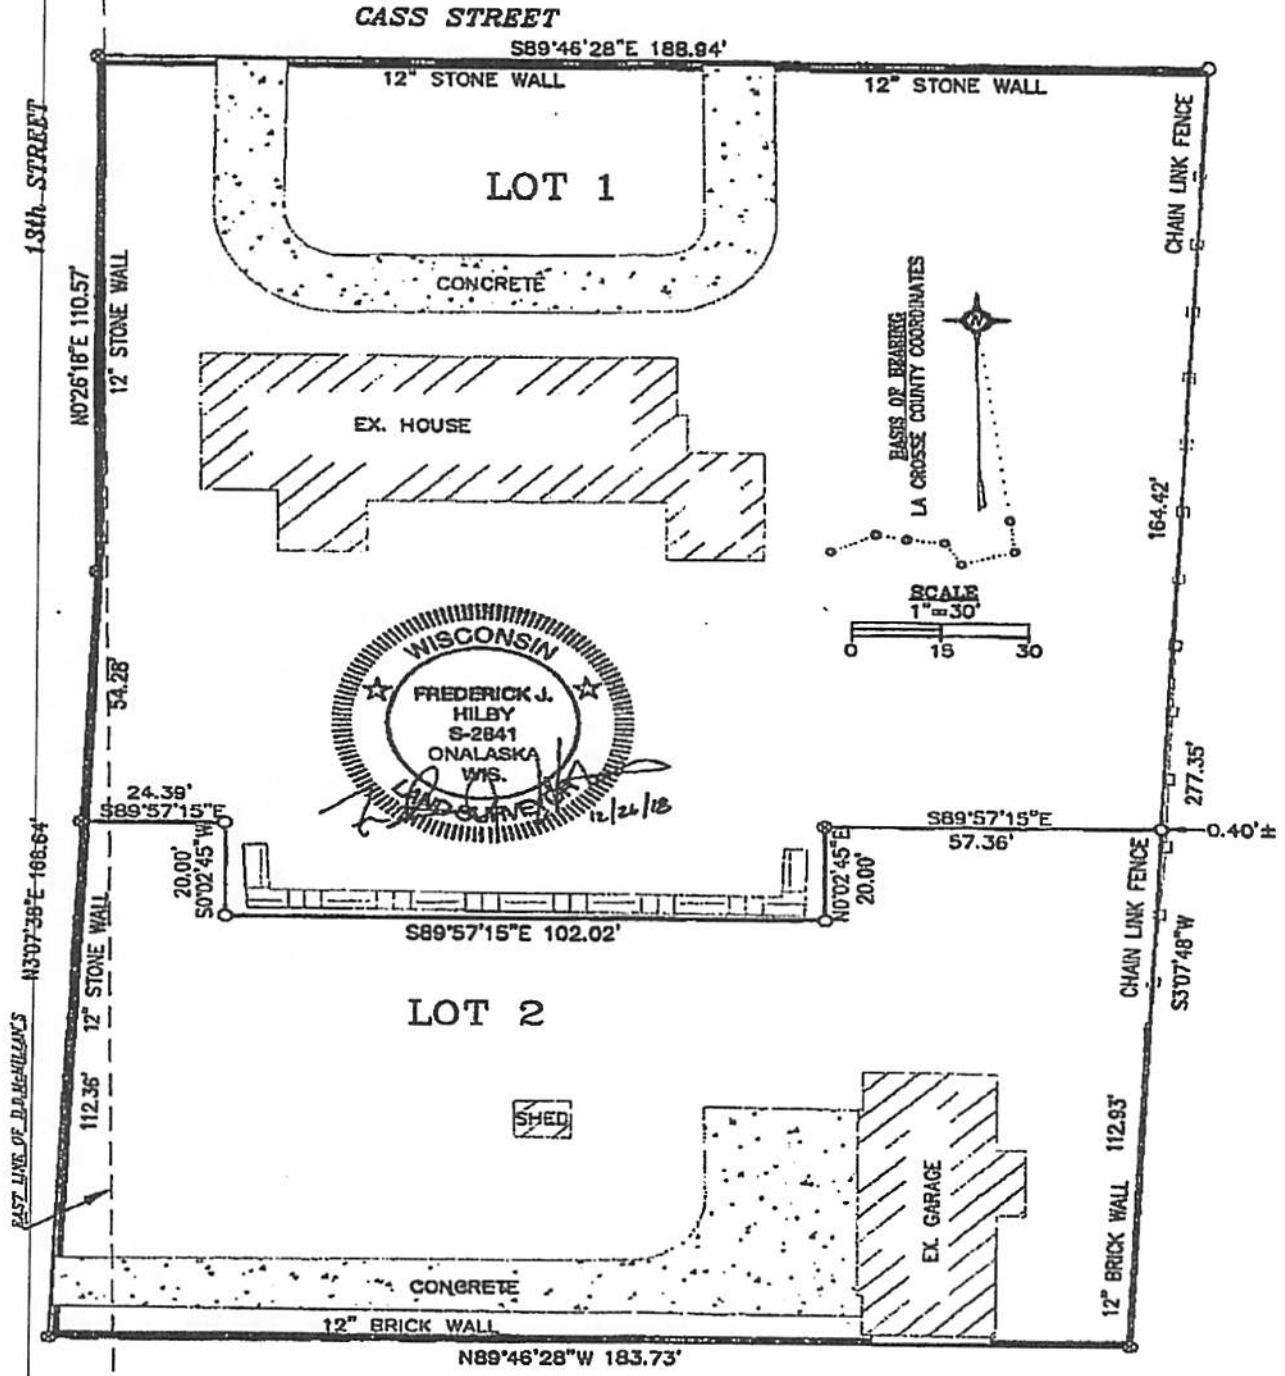 CASS STREET
S89°46'28"E 188.94'
12" STONE WALL
12" STONE WALL
13th STREET
CHAIN LINK FENCE
LOT 1
N0°26'18"E 110.57'
12" STONE WALL
CONCRETE
BASIS OF BEARING
LA CROSSE COUNTY COORDINATES
N
EX. HOUSE
164.42'
SCALE
1"=30'
0 15 30
WISCONSIN
FREDERICK J.
HILBY
S-2841
ONALASKA
WIS.
LAND SURVEYOR
12/26/18
54.28'
277.35'
24.39'
S89°57'15"E
S89°57'15"E
57.36'
0.40'±
20.00'
S0°02'45"W
N0°02'45"E
20.00'
S89°57'15"E 102.02'
N3°07'38"E 166.64'
12" STONE WALL
CHAIN LINK FENCE
S3°07'48"W
LOT 2
112.36'
EAST LINE OF D.D. McMILLAN'S
SHED
EX. GARAGE
12" BRICK WALL 112.93'
CONCRETE
12" BRICK WALL
N89°46'28"W 183.73'